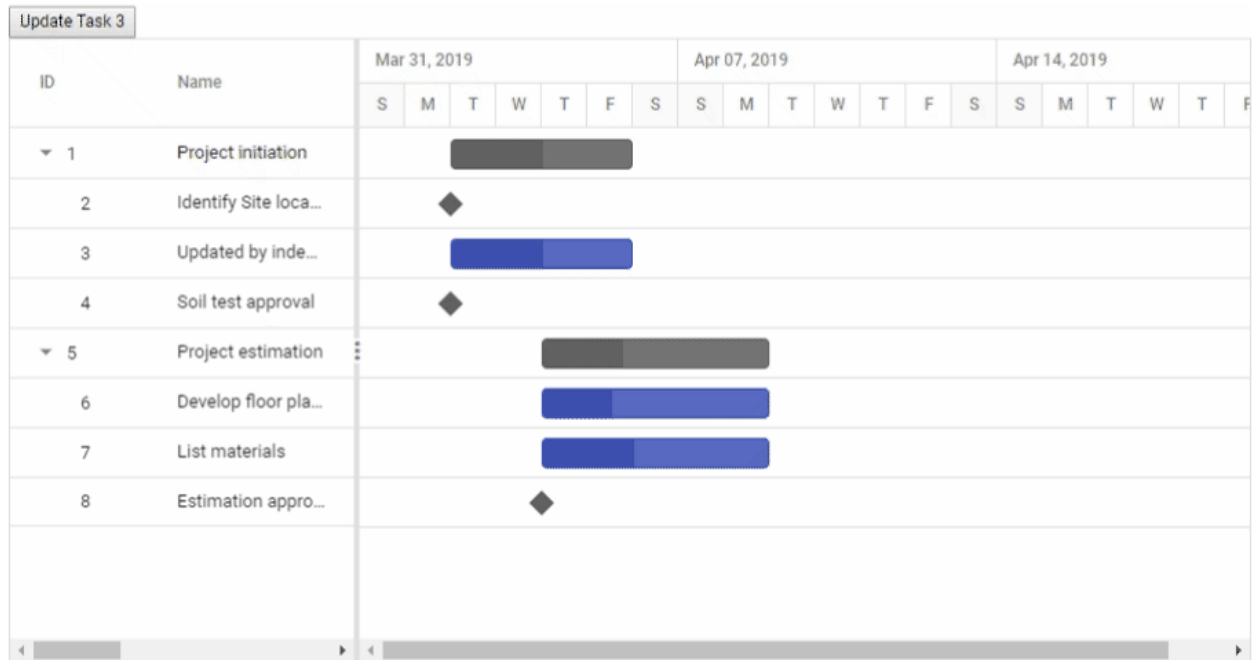 Update Task 3
Mar 31, 2019 Apr 07, 2019 Apr 14, 2019
ID Name
S M T W T F S S M T W T F S S M T W T F
1 Project initiation
2 Identify Site loca...
3 Updated by inde...
4 Soil test approval
5 Project estimation
6 Develop floor pla...
7 List materials
8 Estimation appro...